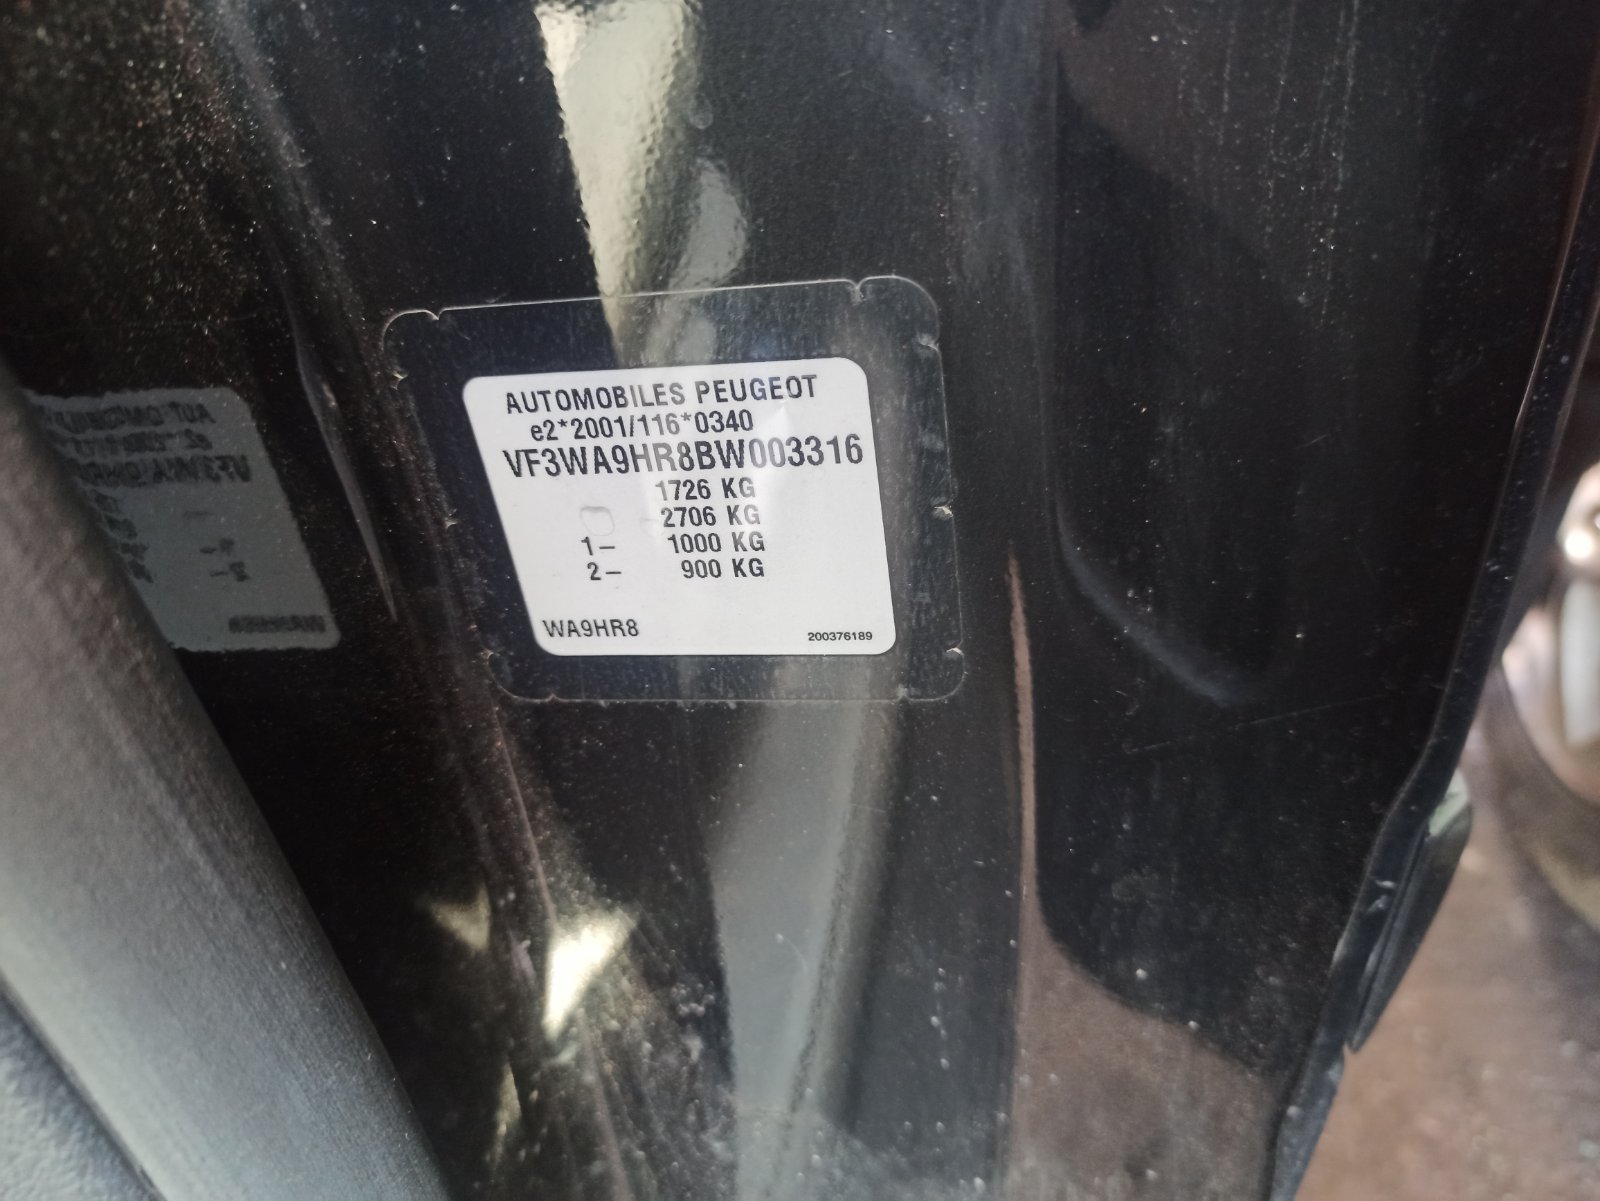 AUTOMOBILES PEUGEOT
e2*2001/116*0340
VF3WA9HR8BW003316
1726 KG
2706 KG
1– 1000 KG
2– 900 KG
WA9HR8 200376189